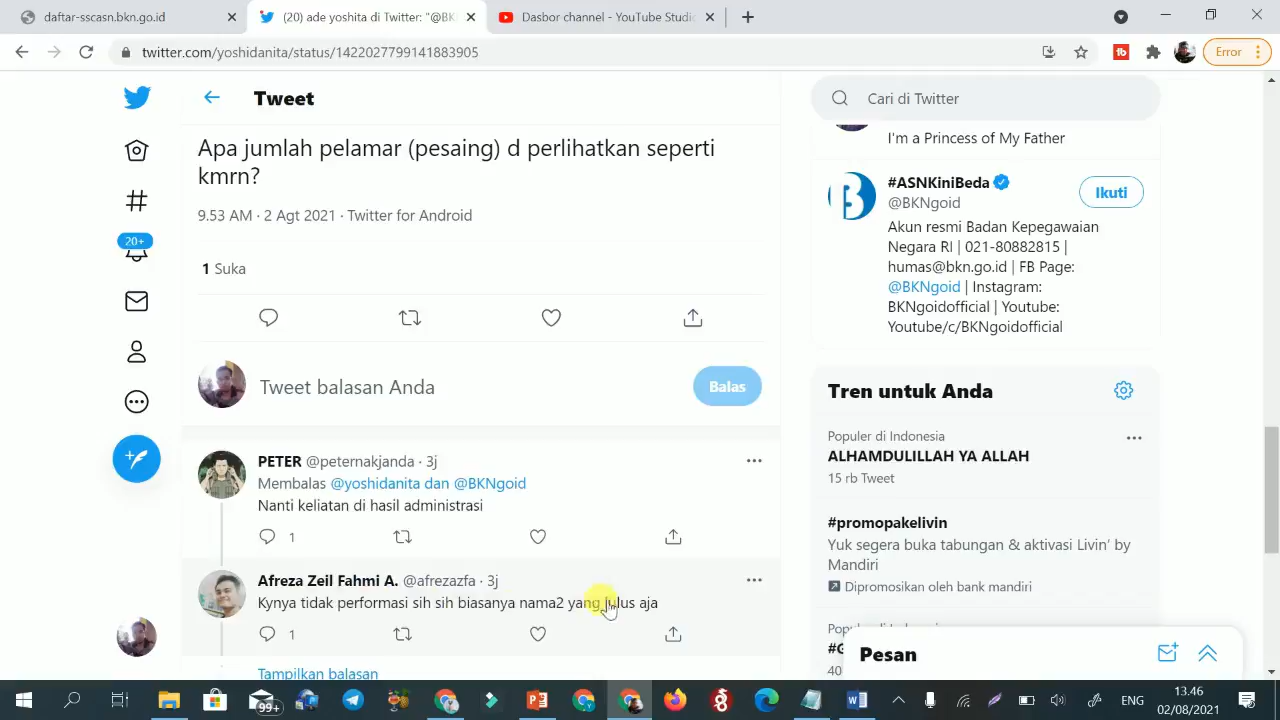 daftar-sscasn.bkn.go.id
(20) ade yoshita di Twitter: "@BK
Dasbor channel - YouTube Studi
twitter.com/yoshidanita/status/1422027799141883905
fb
Error
Tweet
Apa jumlah pelamar (pesaing) d perlihatkan seperti
kmrn?
9.53 AM · 2 Agt 2021 · Twitter for Android
1 Suka
Tweet balasan Anda
Balas
20+
PETER @peternakjanda · 3j
Membalas @yoshidanita dan @BKNgoid
Nanti keliatan di hasil administrasi
1
Afreza Zeil Fahmi A. @afrezazfa · 3j
Kynya tidak performasi sih sih biasanya nama2 yang lulus aja
1
Tampilkan balasan
Cari di Twitter
I'm a Princess of My Father
#ASNKiniBeda
@BKNgoid
Ikuti
Akun resmi Badan Kepegawaian
Negara RI | 021-80882815 |
humas@bkn.go.id | FB Page:
@BKNgoid | Instagram:
BKNgoidofficial | Youtube:
Youtube/c/BKNgoidofficial
Tren untuk Anda
Populer di Indonesia
ALHAMDULILLAH YA ALLAH
15 rb Tweet
#promopakelivin
Yuk segera buka tabungan & aktivasi Livin' by
Mandiri
Dipromosikan oleh bank mandiri
Pesan
99+
ENG
13.46
02/08/2021